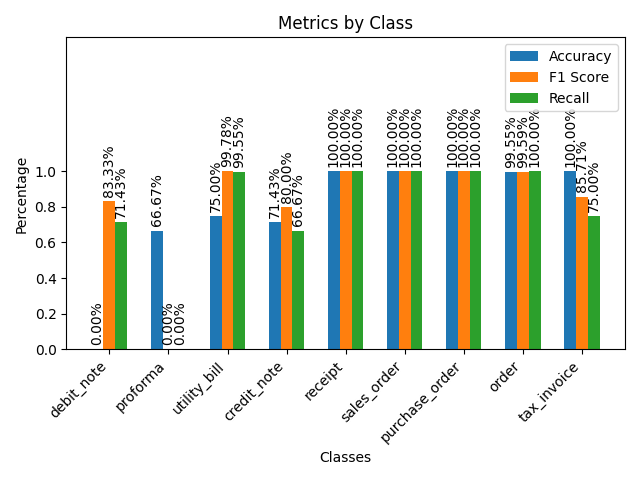 Metrics by Class
Accuracy
F1 Score
Recall
Percentage
1.0
0.8
0.6
0.4
0.2
0.0
0.00%
83.33%
71.43%
66.67%
0.00%
0.00%
75.00%
99.78%
99.55%
71.43%
80.00%
66.67%
100.00%
100.00%
100.00%
100.00%
100.00%
100.00%
100.00%
100.00%
100.00%
99.55%
99.59%
100.00%
100.00%
85.71%
75.00%
debit_note
proforma
utility_bill
credit_note
receipt
sales_order
purchase_order
order
tax_invoice
Classes